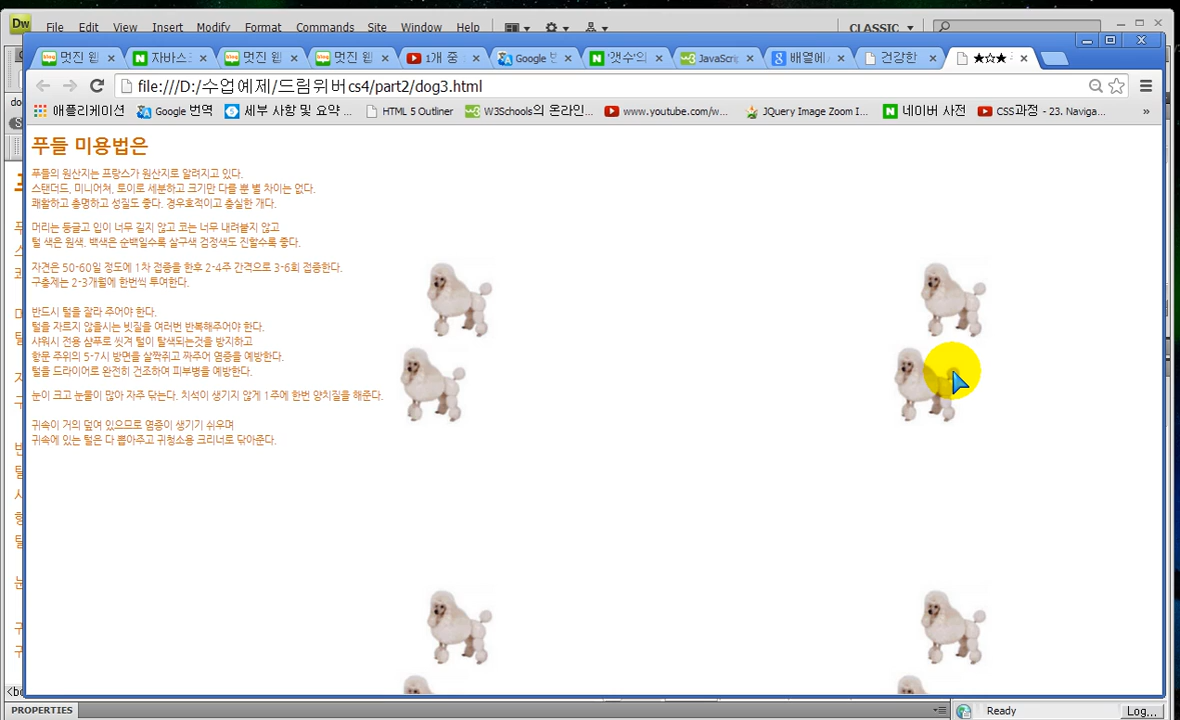 Dw File Edit View Insert Modify Format Commands Site Window Help CLASSIC
멋진 웹 자바스 멋진 웹 멋진 웹 1개 중 Google 번 '갯수'의 JavaScrip 배열에 건강한 ★☆★
file:///D:/수업예제/드림위버cs4/part2/dog3.html
애플리케이션 Google 번역 세부 사항 및 요약 ... HTML 5 Outliner W3Schools의 온라인... www.youtube.com/w... JQuery Image Zoom I... 네이버 사전 CSS과정 - 23. Naviga... »
푸들 미용법은
푸들의 원산지는 프랑스가 원산지로 알려지고 있다.
스탠더드, 미니어쳐, 토이로 세분하고 크기만 다를 뿐 별 차이는 없다.
쾌활하고 총명하고 성질도 좋다. 경우호적이고 충실한 개다.
머리는 둥글고 입이 너무 길지 않고 코는 너무 내려붙지 않고
털 색은 원색. 백색은 순백일수록 살구색 검정색도 진할수록 좋다.
자견은 50-60일 정도에 1차 접종을 한후 2-4주 간격으로 3-6회 접종한다.
구충제는 2-3개월에 한번씩 투여한다.
반드시 털을 잘라 주어야 한다.
털을 자르지 않을시는 빗질을 여러번 반복해주어야 한다.
샤워시 전용 샴푸로 씻겨 털이 탈색되는것을 방지하고
항문 주위의 5-7시 방면을 살짝쥐고 짜주어 염증을 예방한다.
털을 드라이어로 완전히 건조하여 피부병을 예방한다.
눈이 크고 눈물이 많아 자주 닦는다. 치석이 생기지 않게 1주에 한번 양치질을 해준다.
귀속이 거의 덮여 있으므로 염증이 생기기 쉬우며
귀속에 있는 털은 다 뽑아주고 귀청소용 크리너로 닦아준다.
PROPERTIES Ready Log...